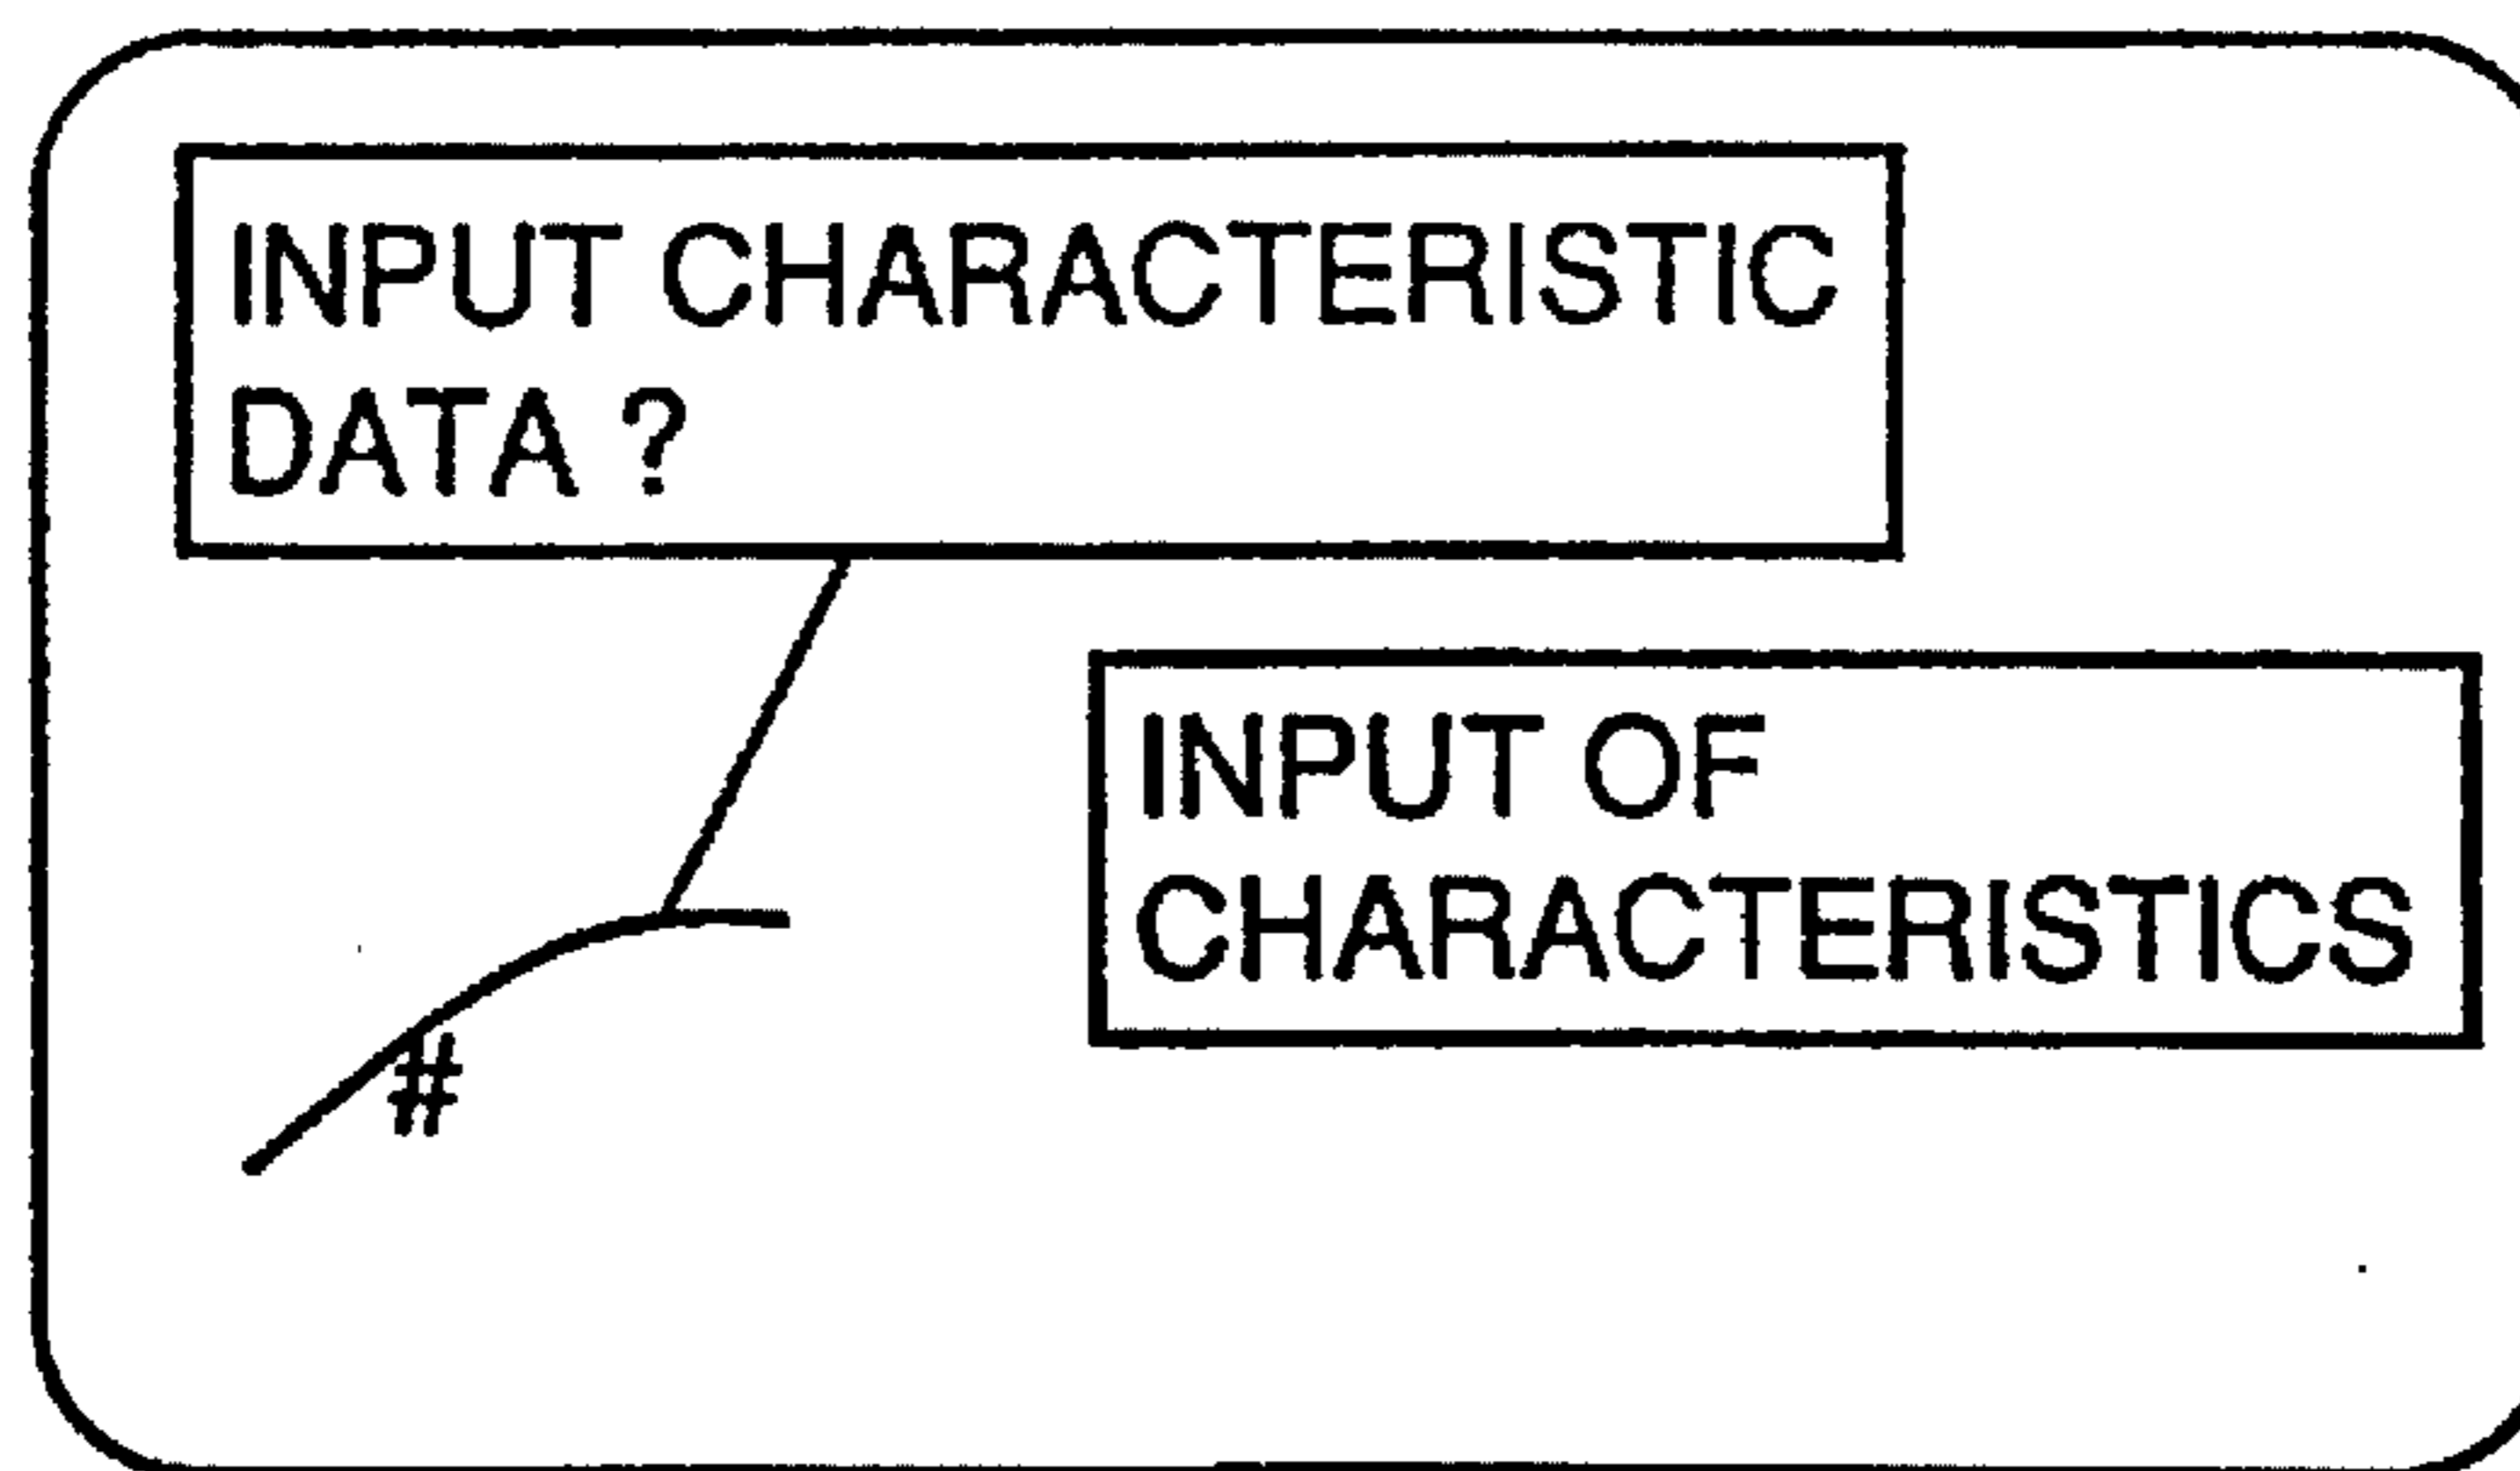 INPUT CHARACTERISTIC
DATA ?
INPUT OF
CHARACTERISTICS
#